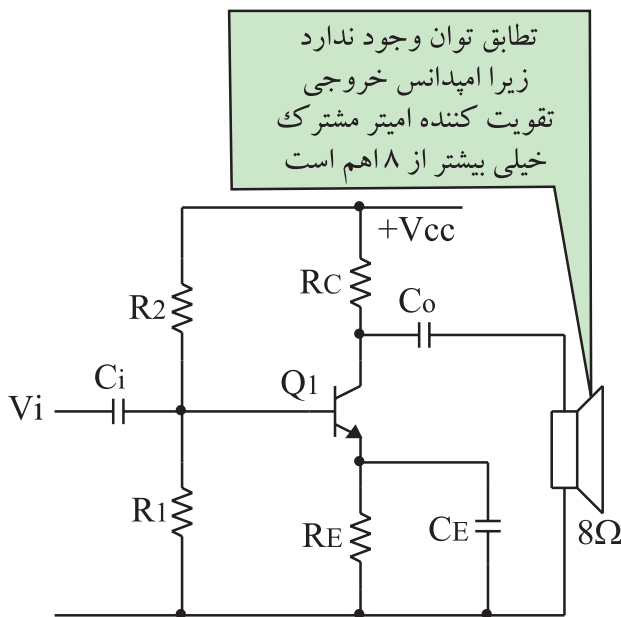 تطابق توان وجود ندارد
زیرا امپدانس خروجی
تقویت کننده امیتر مشترک
خیلی بیشتر از ۸ اهم است
+Vcc
RC
R2
Co
Ci
Q1
Vi
R1
RE
CE
8Ω